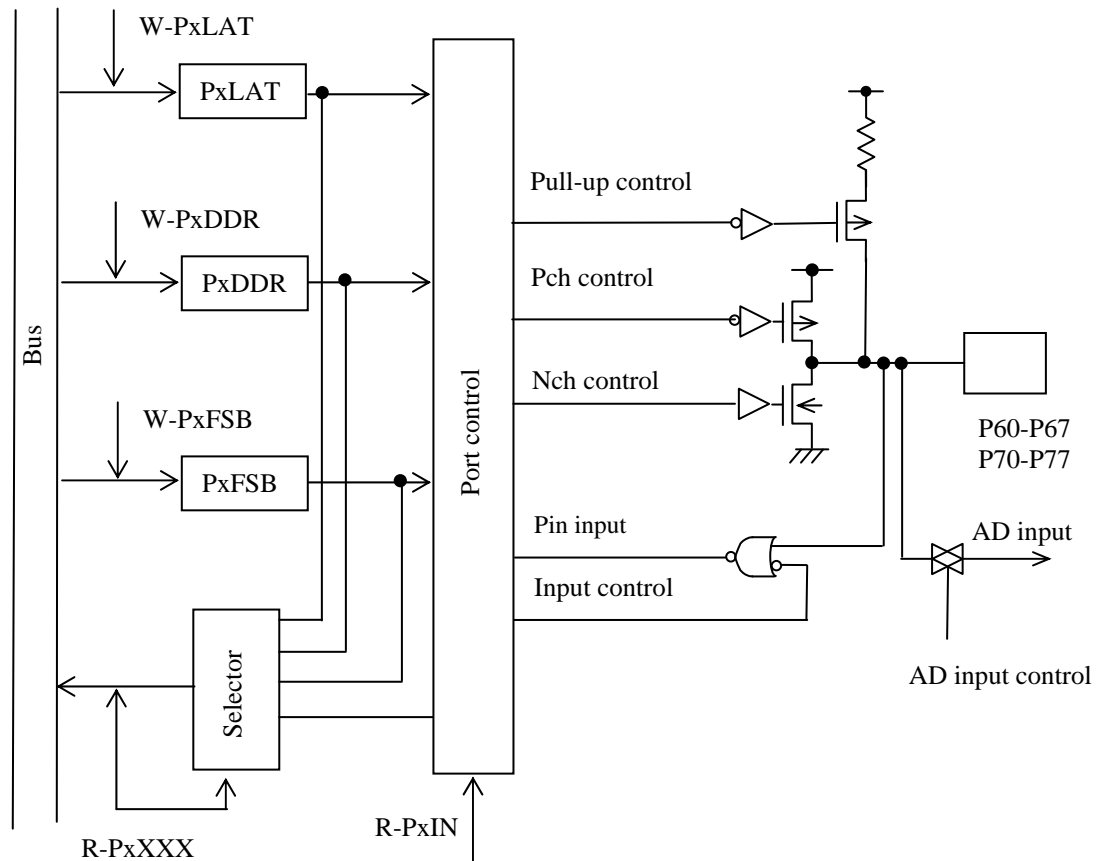 W-PxLAT
PxLAT
Pull-up control
W-PxDDR
PxDDR
Pch control
Bus
Port control
Nch control
W-PxFSB
PxFSB
P60-P67
P70-P77
Pin input
AD input
Input control
Selector
AD input control
R-PxIN
R-PxXXX